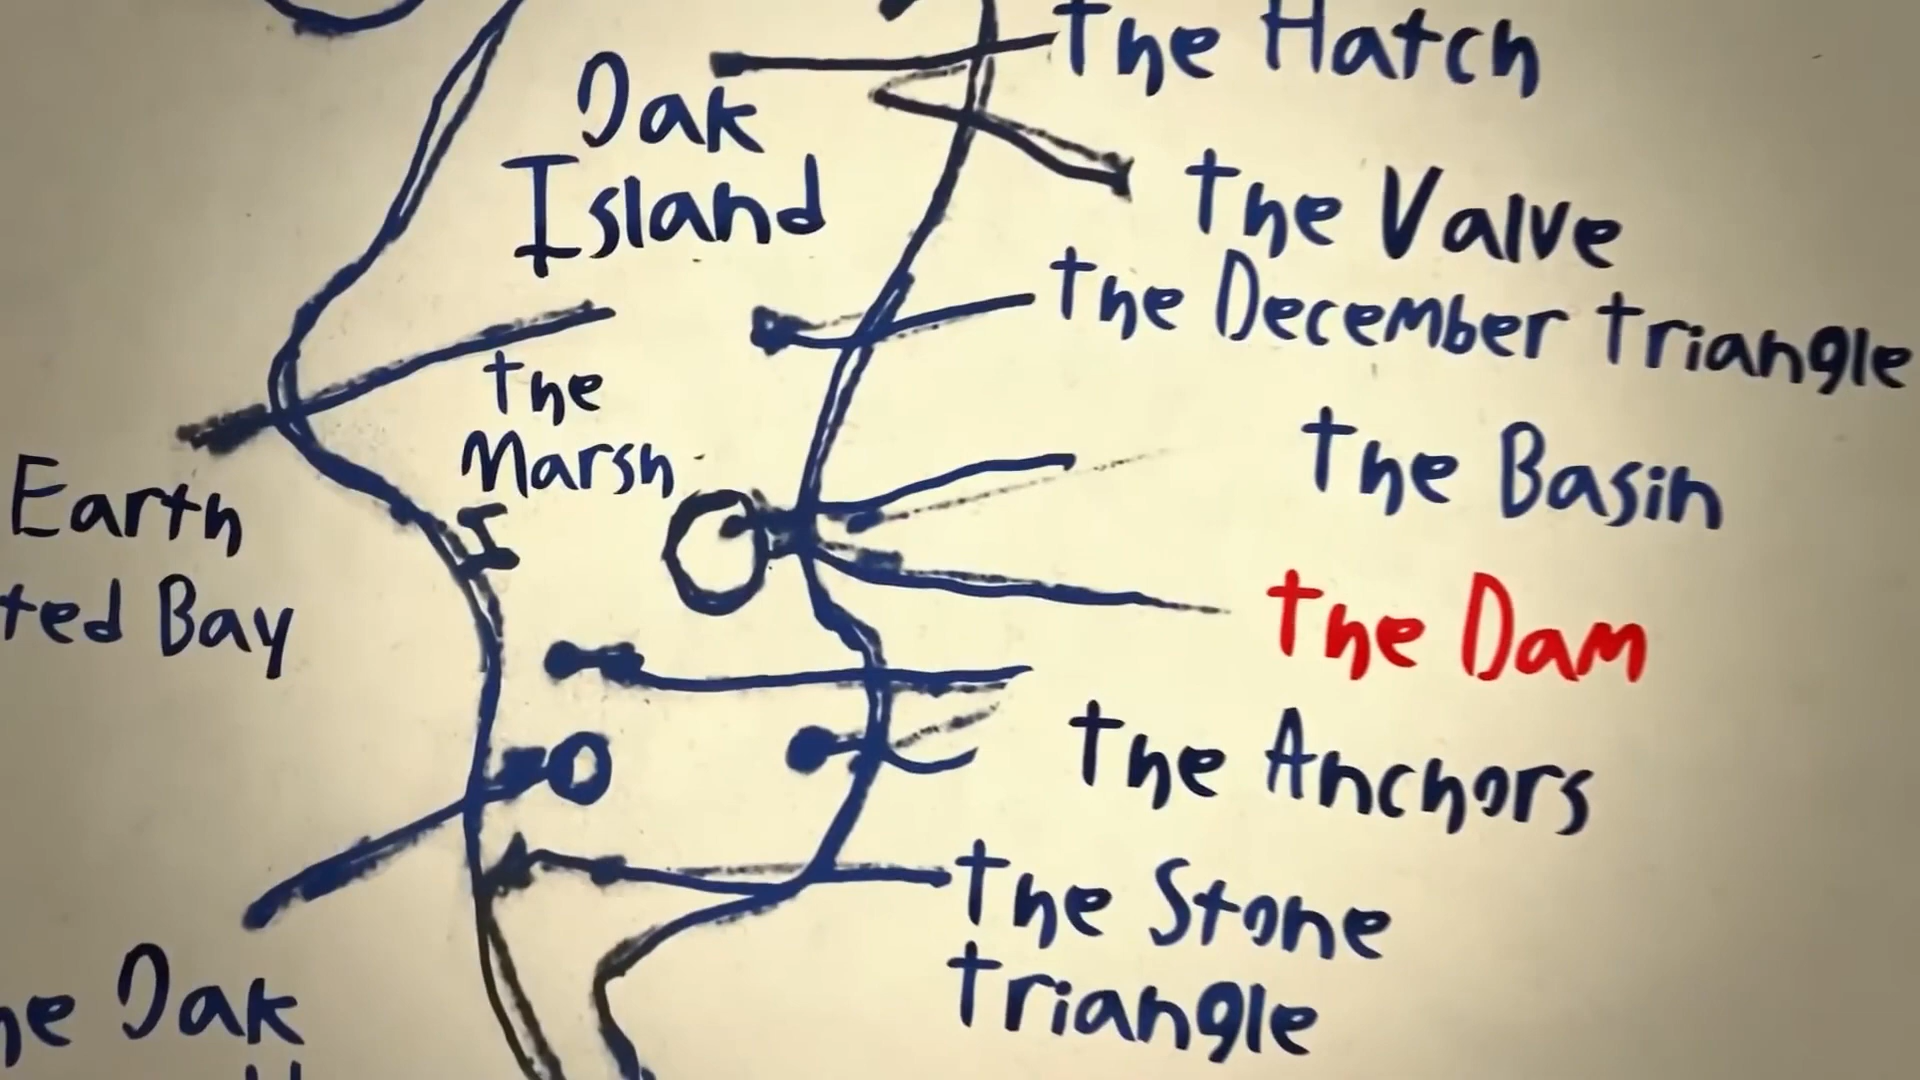 the Hatch
Oak
Island
the Valve
the December triangle
the
Marsh
the Basin
Earth
ted Bay
the Dam
the Anchors
the Stone
triangle
he Oak